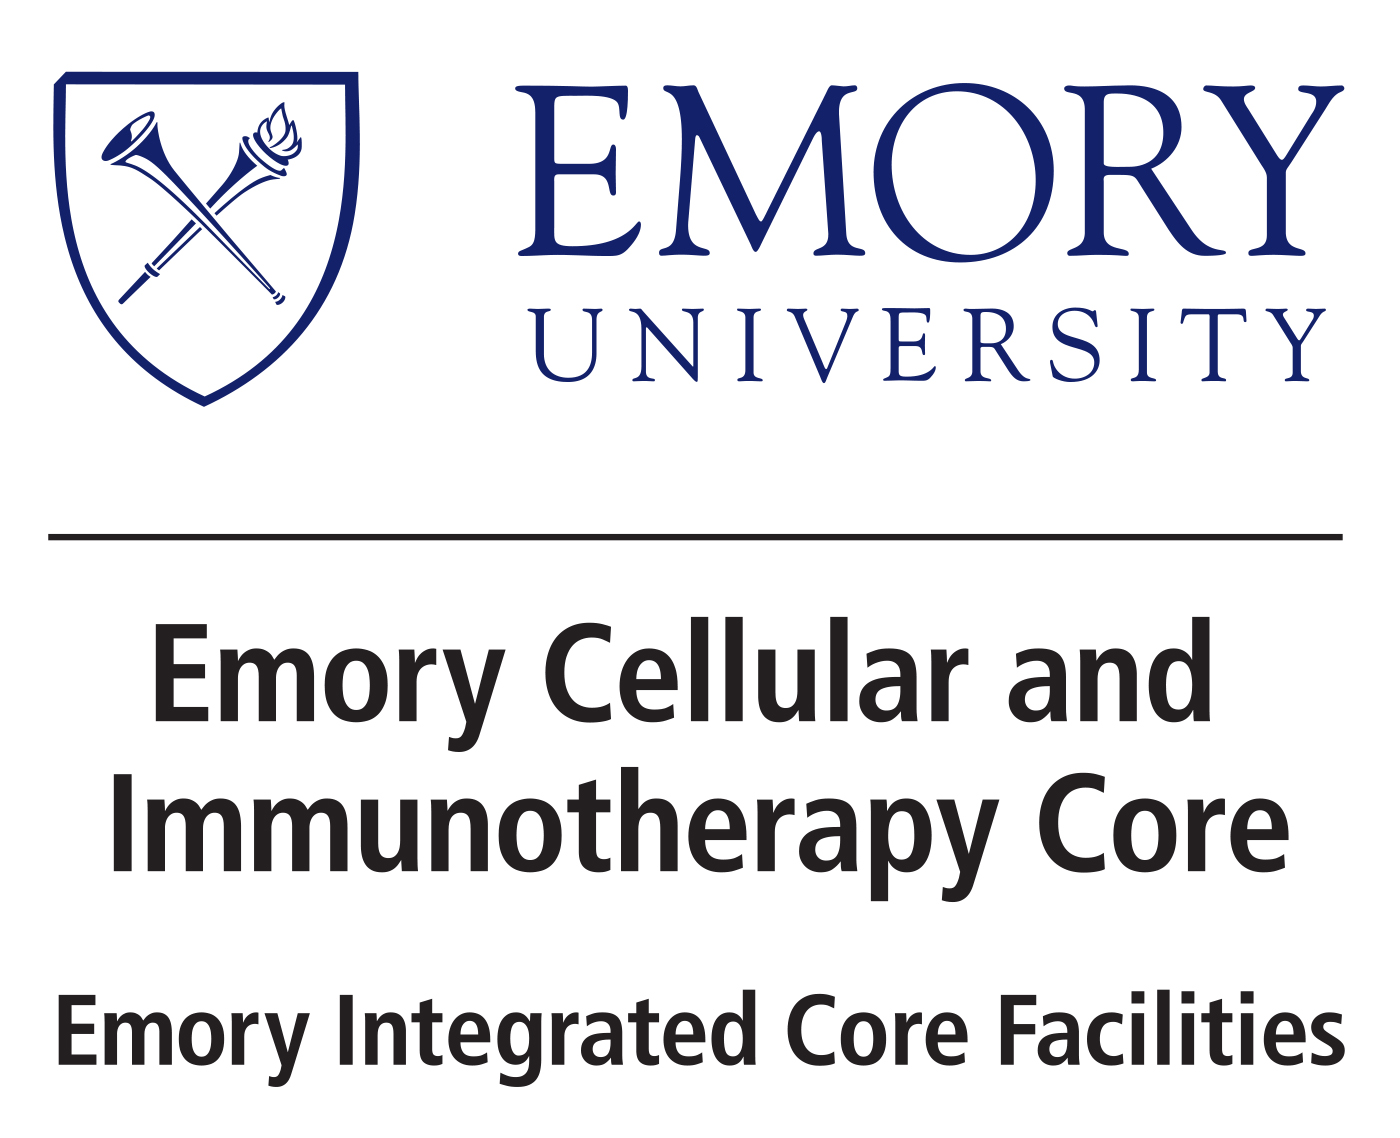 EMORY
UNIVERSITY
Emory Cellular and
Immunotherapy Core
Emory Integrated Core Facilities